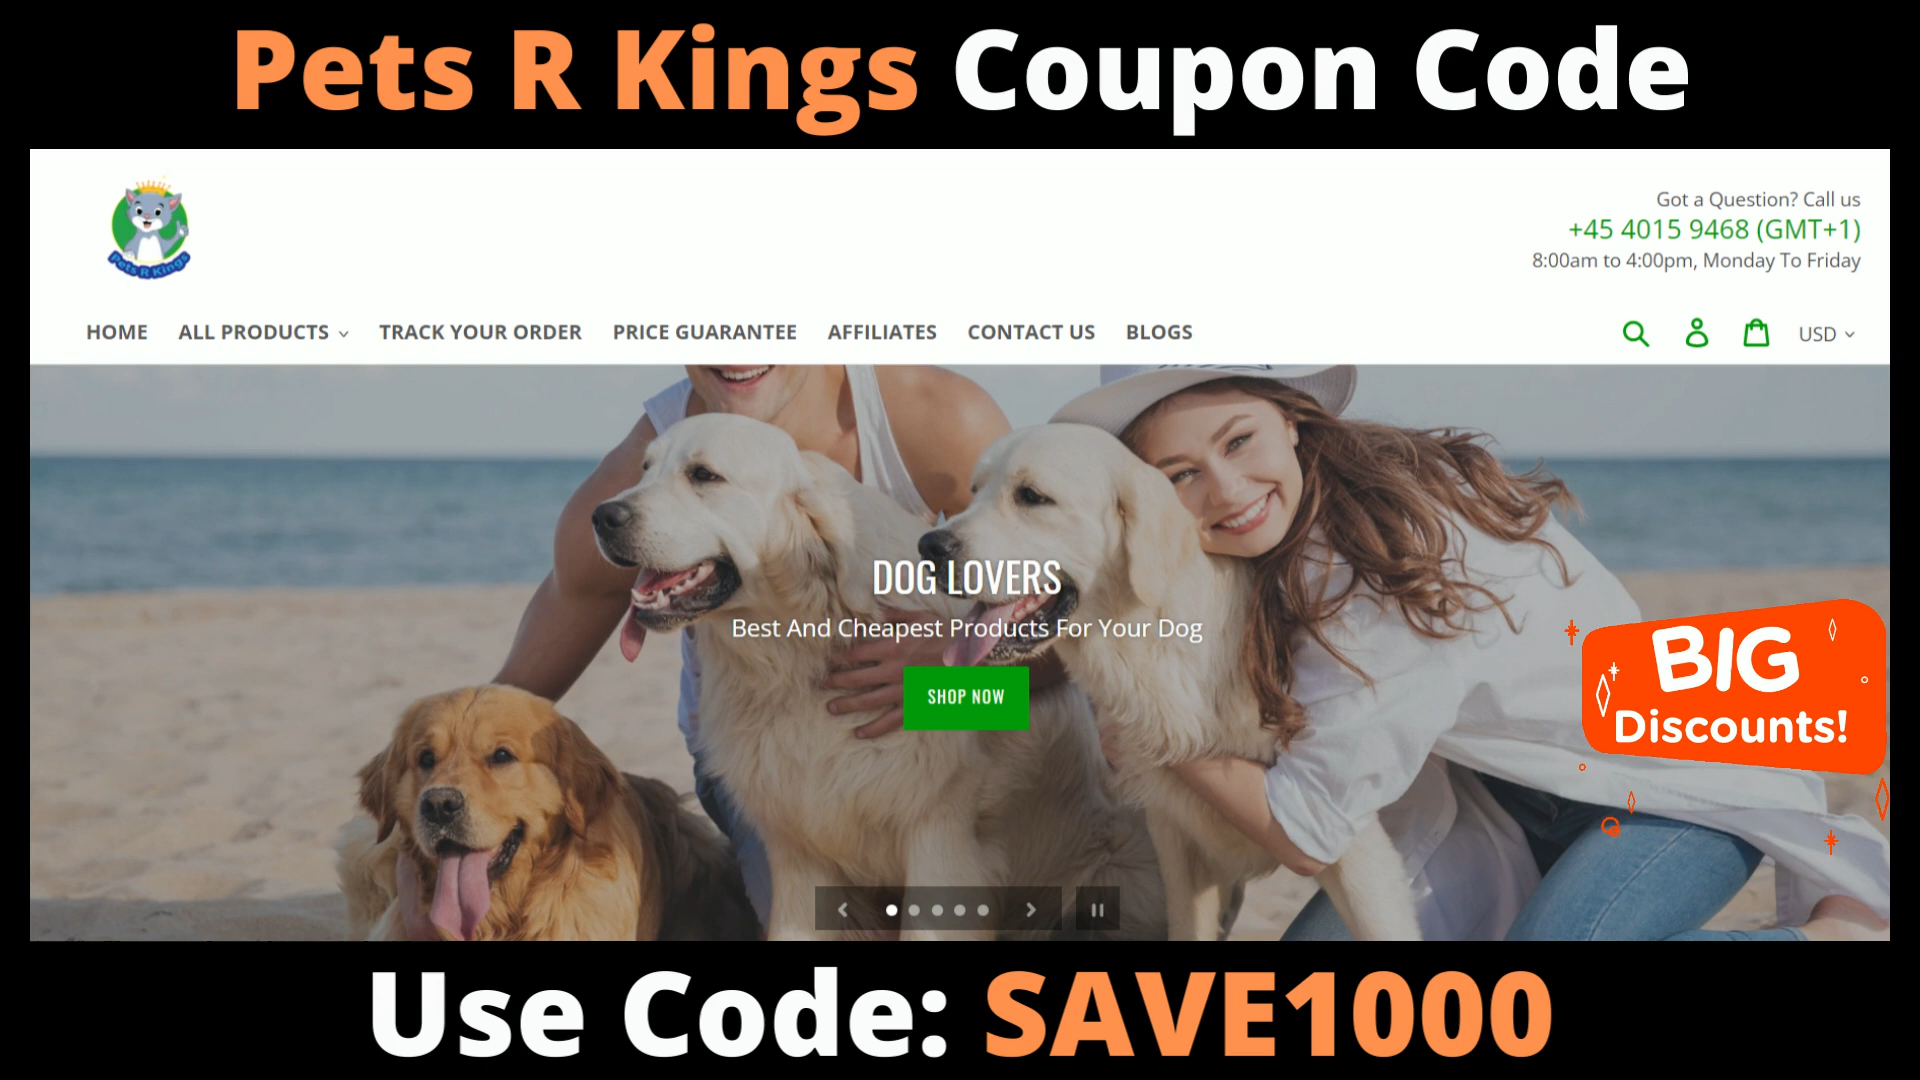 Pets R Kings Coupon Code
Pets R Kings
Got a Question? Call us
+45 4015 9468 (GMT+1)
8:00am to 4:00pm, Monday To Friday
HOME ALL PRODUCTS TRACK YOUR ORDER PRICE GUARANTEE AFFILIATES CONTACT US BLOGS USD
DOG LOVERS
Best And Cheapest Products For Your Dog
SHOP NOW
BIG
Discounts!
Use Code: SAVE1000